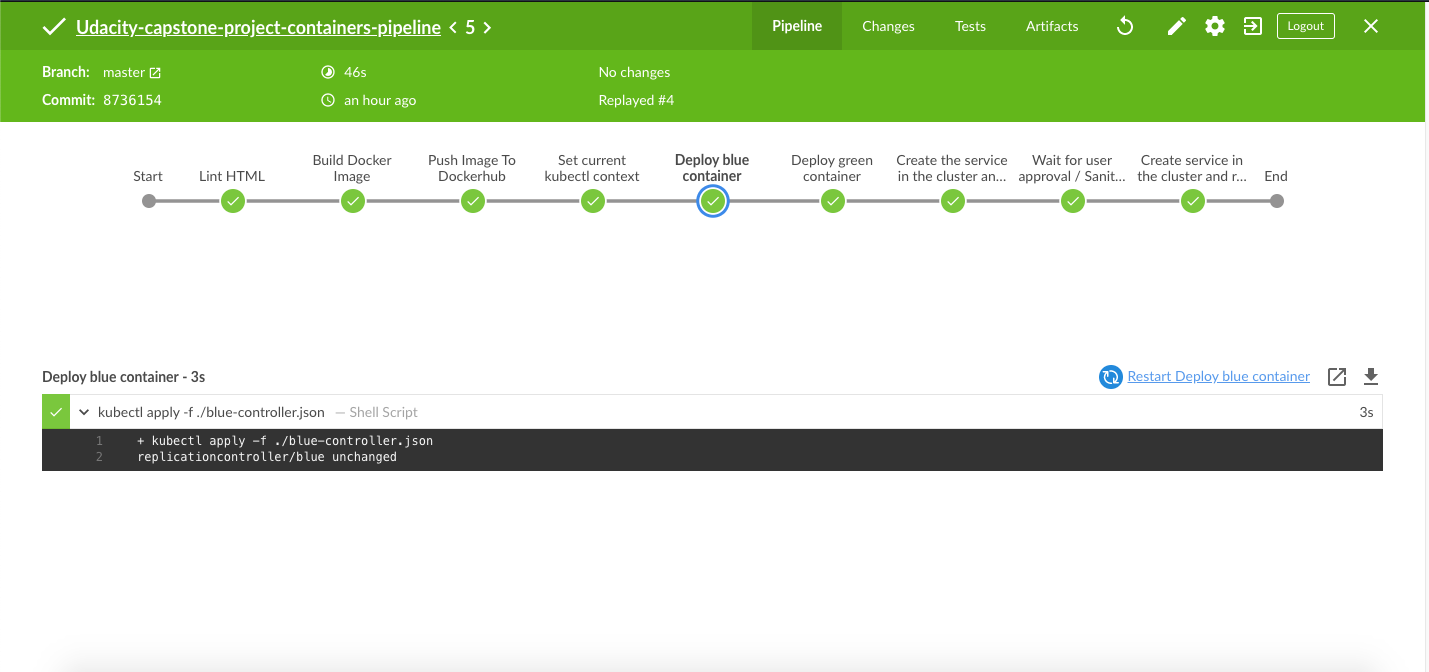 Udacity-capstone-project-containers-pipeline < 5 >
Pipeline
Changes
Tests
Artifacts
Logout
Branch: master
46s
No changes
Commit: 8736154
an hour ago
Replayed #4
Start
Lint HTML
Build Docker
Image
Push Image To
Dockerhub
Set current
kubectl context
Deploy blue
container
Deploy green
container
Create the service
in the cluster an...
Wait for user
approval / Sanit...
Create service in
the cluster and r...
End
Deploy blue container - 3s
Restart Deploy blue container
kubectl apply -f ./blue-controller.json — Shell Script
3s
1 + kubectl apply -f ./blue-controller.json
2 replicationcontroller/blue unchanged